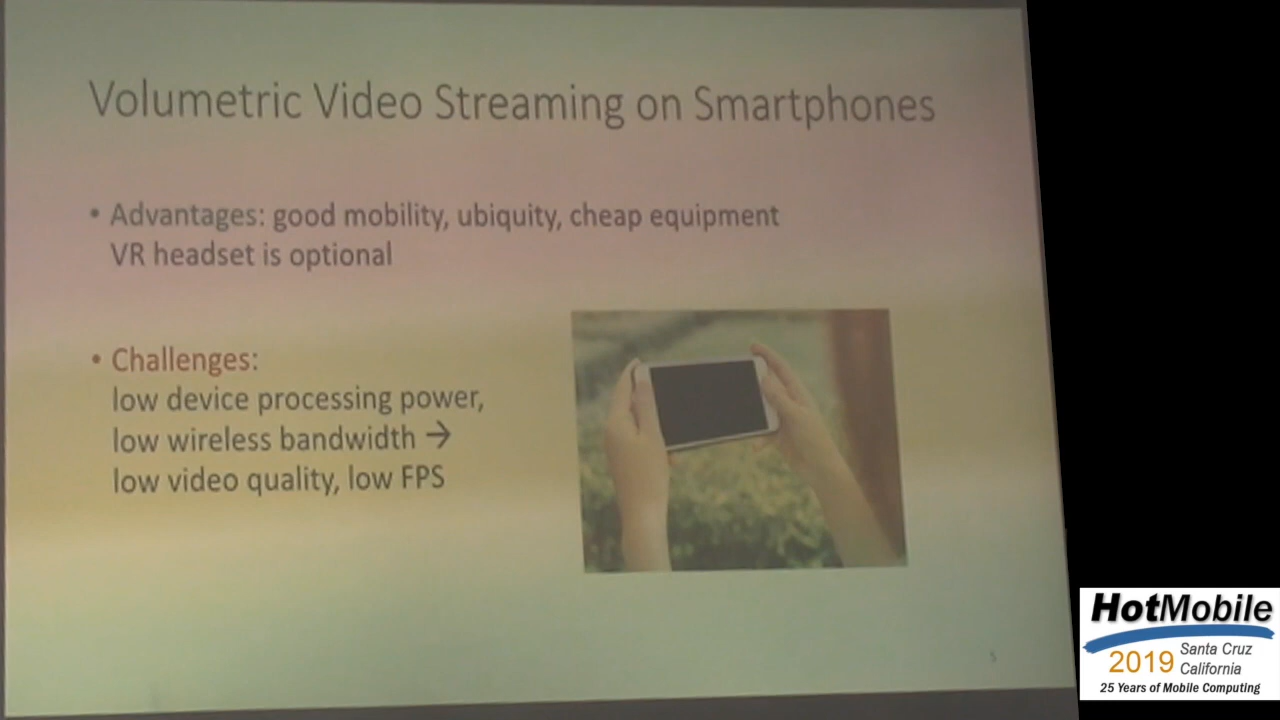 Volumetric Video Streaming on Smartphones
• Advantages: good mobility, ubiquity, cheap equipment
VR headset is optional
• Challenges:
low device processing power,
low wireless bandwidth →
low video quality, low FPS
5
HotMobile
2019 Santa Cruz
California
25 Years of Mobile Computing